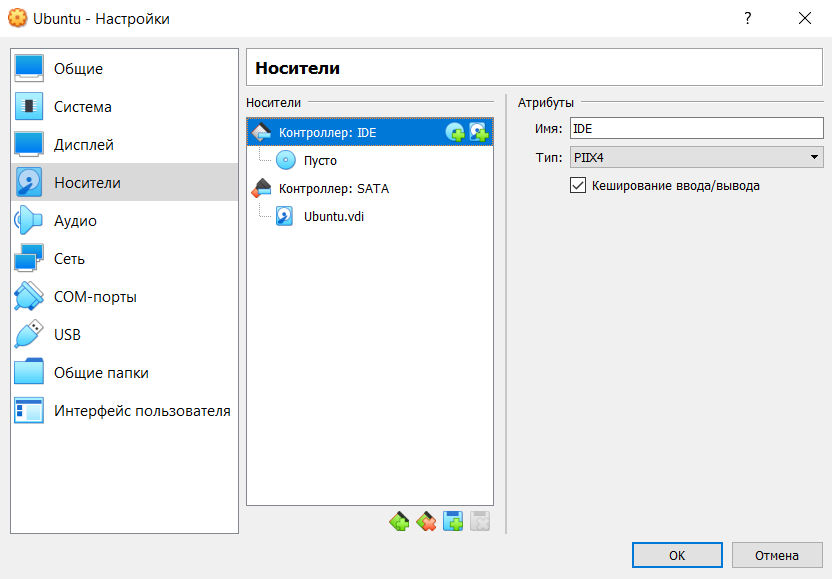 Ubuntu - Настройки
?
Общие
Система
Дисплей
Носители
Аудио
Сеть
COM-порты
USB
Общие папки
Интерфейс пользователя
Носители
Носители
Контроллер: IDE
Пусто
Контроллер: SATA
Ubuntu.vdi
Атрибуты
Имя: IDE
Тип: PIIX4
Кеширование ввода/вывода
OK
Отмена